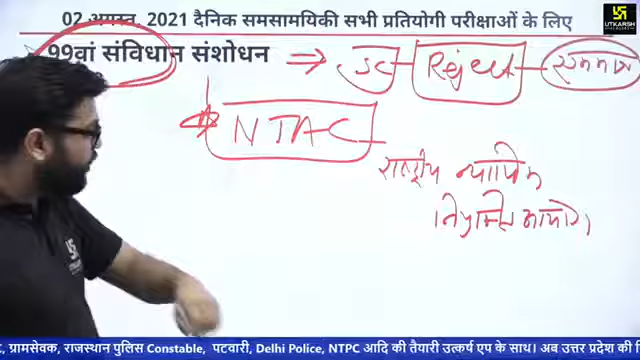 02 अगस्त, 2021 दैनिक समसामयिकी सभी प्रतियोगी परीक्षाओं के लिए
UTKARSH
99वां संविधान संशोधन ⇒ SC - Reject -
NJAC
राष्ट्रीय न्यायिक
नियुक्ति आयोग
, ग्रामसेवक, राजस्थान पुलिस Constable, पटवारी, Delhi Police, NTPC आदि की तैयारी उत्कर्ष एप के साथ। अब उत्तर प्रदेश की